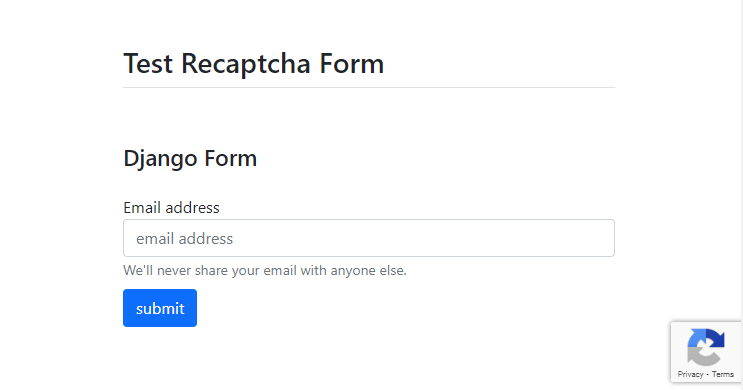 Test Recaptcha Form
Django Form
Email address
email address
We'll never share your email with anyone else.
submit
Privacy - Terms